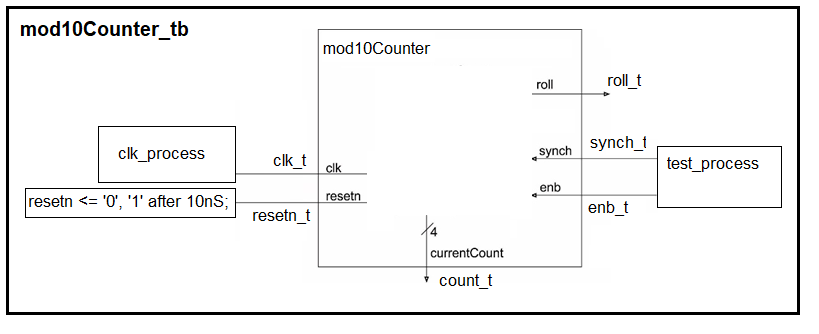 mod10Counter_tb
mod10Counter
roll
roll_t
clk_process
clk_t
clk
synch_t
synch
test_process
resetn <= '0', '1' after 10nS;
resetn_t
resetn
enb
enb_t
4
currentCount
count_t